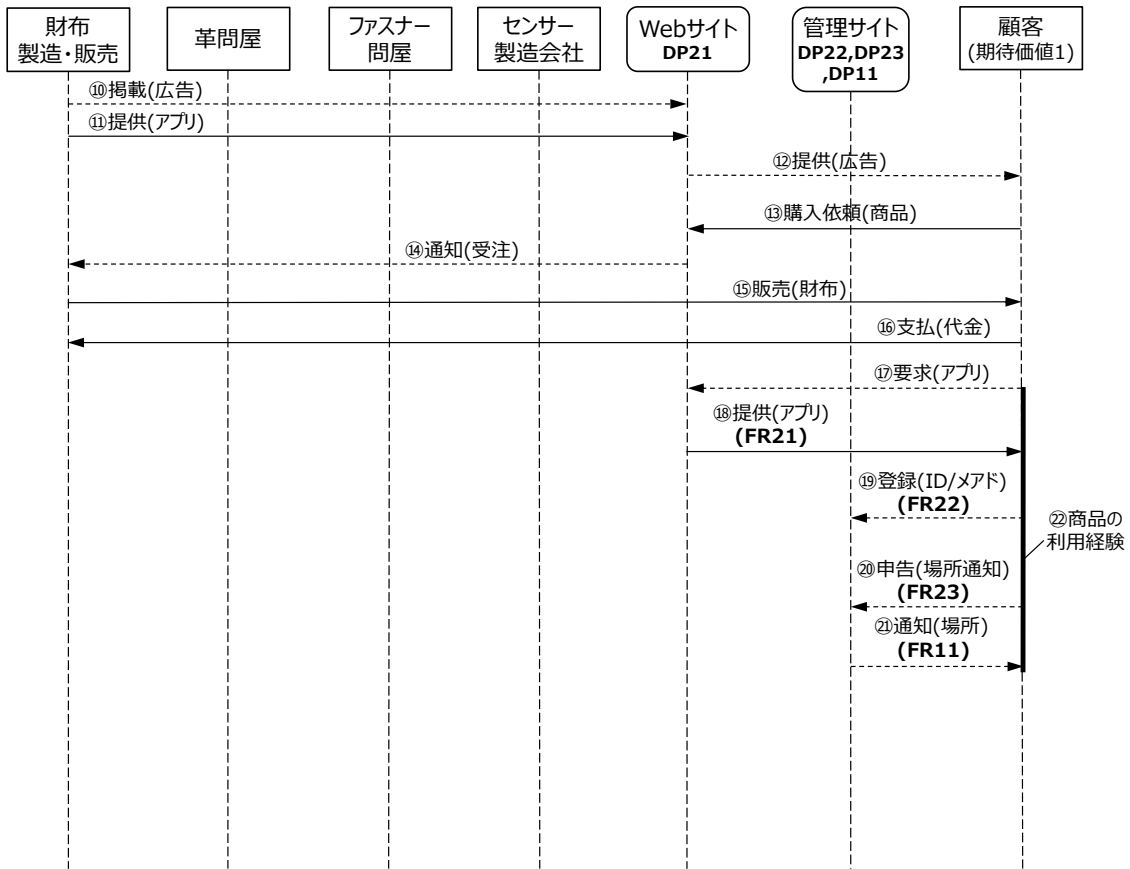 財布
製造・販売
革問屋
ファスナー
問屋
センサー
製造会社
Webサイト
DP21
管理サイト
DP22,DP23
,DP11
顧客
(期待価値1)
⑩掲載(広告)
⑪提供(アプリ)
⑫提供(広告)
⑬購入依頼(商品)
⑭通知(受注)
⑮販売(財布)
⑯支払(代金)
⑰要求(アプリ)
⑱提供(アプリ)
(FR21)
⑲登録(ID/メアド)
(FR22)
㉒商品の
利用経験
⑳申告(場所通知)
(FR23)
㉑通知(場所)
(FR11)